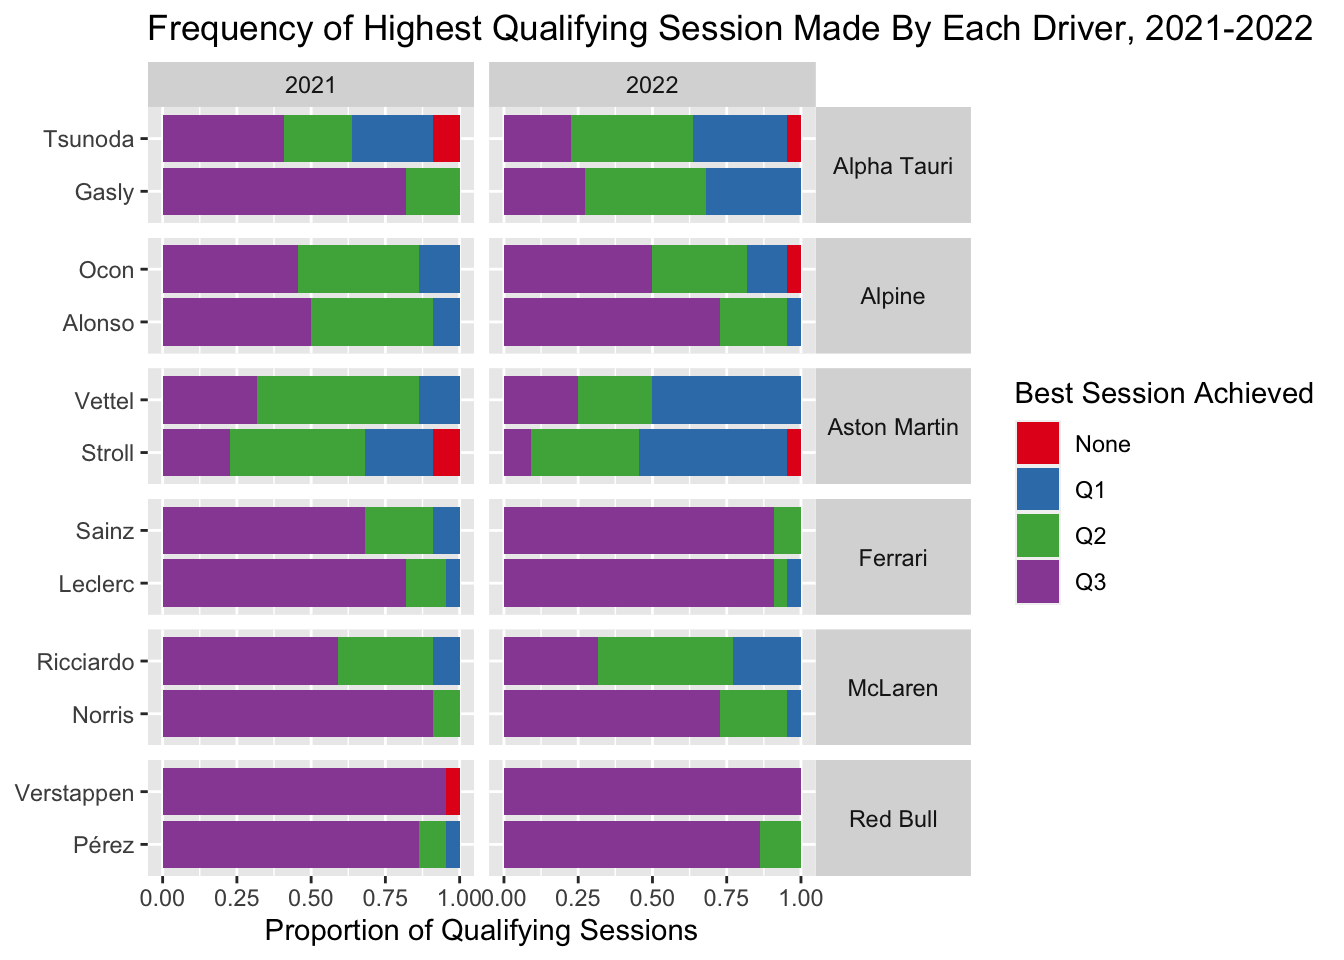 Frequency of Highest Qualifying Session Made By Each Driver, 2021-2022
2021
2022
Tsunoda
Gasly
Alpha Tauri
Ocon
Alonso
Alpine
Vettel
Stroll
Aston Martin
Sainz
Leclerc
Ferrari
Ricciardo
Norris
McLaren
Verstappen
Pérez
Red Bull
0.00 0.25 0.50 0.75 1.00
0.00 0.25 0.50 0.75 1.00
Proportion of Qualifying Sessions
Best Session Achieved
None
Q1
Q2
Q3